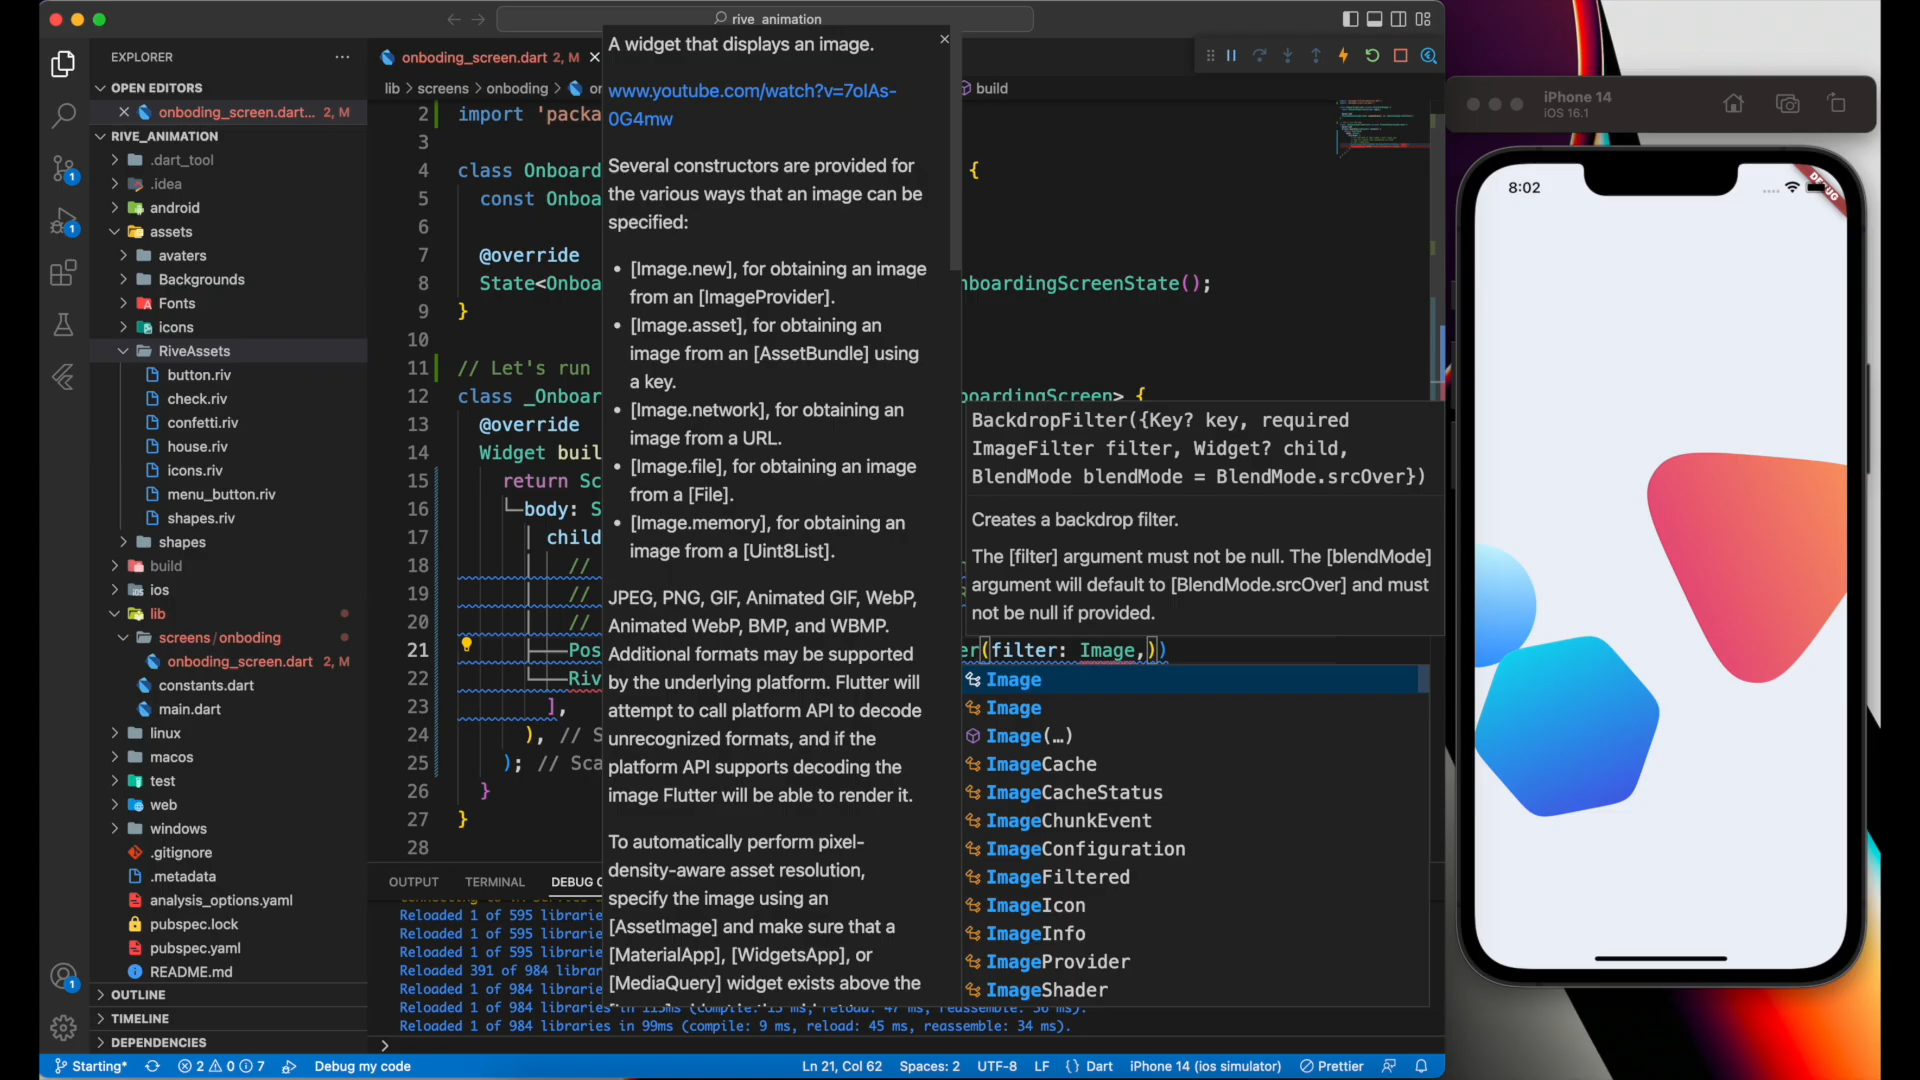 rive_animation
EXPLORER
OPEN EDITORS
onboding_screen.dart... 2, M
RIVE_ANIMATION
.dart_tool
.idea
android
assets
avaters
Backgrounds
Fonts
icons
RiveAssets
button.riv
check.riv
confetti.riv
house.riv
icons.riv
menu_button.riv
shapes.riv
shapes
build
ios
lib
screens / onboding
onboding_screen.dart 2, M
constants.dart
main.dart
linux
macos
test
web
windows
.gitignore
.metadata
analysis_options.yaml
pubspec.lock
pubspec.yaml
README.md
OUTLINE
TIMELINE
DEPENDENCIES
1
1
1
onboding_screen.dart 2, M
lib > screens > onboding > build
2 import 'packa
3
4 class Onboard {
5 const Onboa
6
7 @override
8 State<Onboa nboardingScreenState();
9 }
10
11 // Let's run
12 class _Onboar oardingScreen> {
13 @override
14 Widget buil
15 return Sc
16 body: S
17 child
18 //
19 //
20 //
21 Pos er(filter: Image,))
22 Riv
23 ],
24 ), // S
25 ); // Sca
26 }
27 }
28
A widget that displays an image.
www.youtube.com/watch?v=7oIAs-
0G4mw
Several constructors are provided for
the various ways that an image can be
specified:
• [Image.new], for obtaining an image
from an [ImageProvider].
• [Image.asset], for obtaining an
image from an [AssetBundle] using
a key.
• [Image.network], for obtaining an
image from a URL.
• [Image.file], for obtaining an image
from a [File].
• [Image.memory], for obtaining an
image from a [Uint8List].
JPEG, PNG, GIF, Animated GIF, WebP,
Animated WebP, BMP, and WBMP.
Additional formats may be supported
by the underlying platform. Flutter will
attempt to call platform API to decode
unrecognized formats, and if the
platform API supports decoding the
image Flutter will be able to render it.
To automatically perform pixel-
density-aware asset resolution,
specify the image using an
[AssetImage] and make sure that a
[MaterialApp], [WidgetsApp], or
[MediaQuery] widget exists above the
BackdropFilter({Key? key, required
ImageFilter filter, Widget? child,
BlendMode blendMode = BlendMode.srcOver})
Creates a backdrop filter.
The [filter] argument must not be null. The [blendMode]
argument will default to [BlendMode.srcOver] and must
not be null if provided.
Image
Image
Image(…)
ImageCache
ImageCacheStatus
ImageChunkEvent
ImageConfiguration
ImageFiltered
ImageIcon
ImageInfo
ImageProvider
ImageShader
OUTPUT TERMINAL DEBUG C
Reloaded 1 of 595 librarie
Reloaded 1 of 595 librarie
Reloaded 1 of 595 librarie
Reloaded 391 of 984 librar
Reloaded 1 of 984 librarie
Reloaded 1 of 984 librarie
Reloaded 1 of 984 libraries in 99ms (compile: 9 ms, reload: 45 ms, reassemble: 34 ms).
Starting* 2 0 7 Debug my code Ln 21, Col 62 Spaces: 2 UTF-8 LF {} Dart iPhone 14 (ios simulator) Prettier
iPhone 14
iOS 16.1
8:02
DEBUG